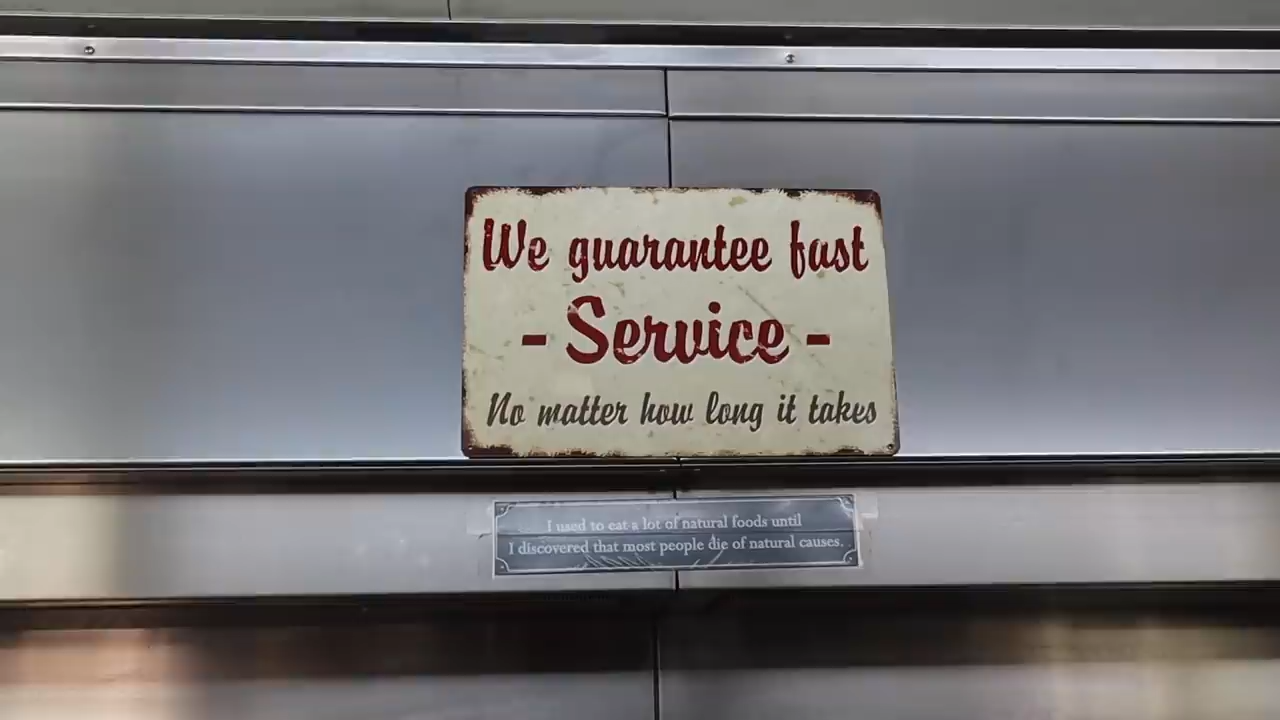 We guarantee fast
- Service -
No matter how long it takes
I used to eat a lot of natural foods until
I discovered that most people die of natural causes.